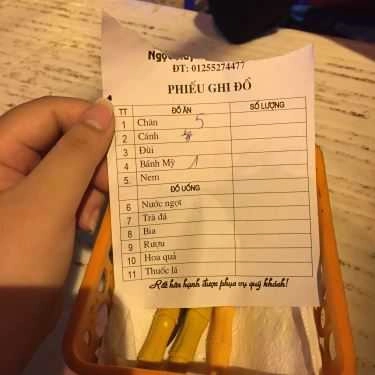 ĐT: 01255274477
PHIẾU GHI ĐỒ
TT ĐỒ ĂN SỐ LƯỢNG
1 Chân 5
2 Cánh
3 Đùi
4 Bánh Mỳ 1
5. Nem
ĐỒ UỐNG
6 Nước ngọt
7 Trà đá
8 Bia
9 Rượu
10 Hoa quả
11 Thuốc lá
Rất hân hạnh được phục vụ quý khách!